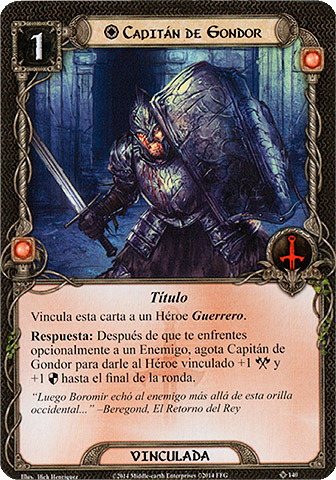 1
Capitán de Gondor
Título
Vincula esta carta a un Héroe Guerrero.
Respuesta: Después de que te enfrentes
opcionalmente a un Enemigo, agota Capitán de
Gondor para darle al Héroe vinculado +1 y
+1 hasta el final de la ronda.
“Luego Boromir echó al enemigo más allá de esta orilla
occidental...” –Beregond, El Retorno del Rey
VINCULADA
Illus. Rich Henriquez
©2014 Middle-earth Enterprises ©2014 FFG
140